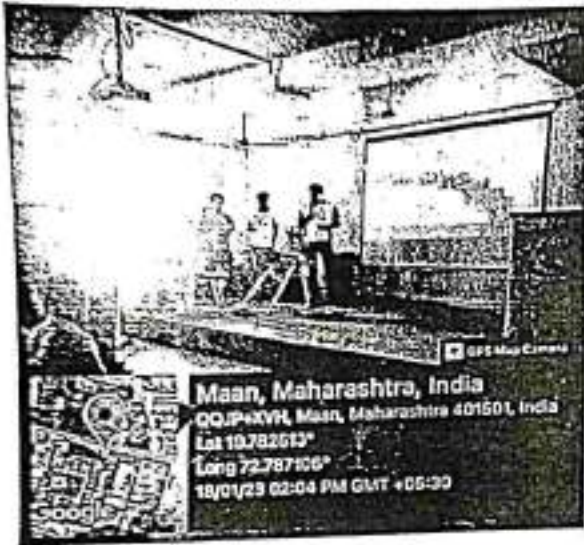 GPS Map Camera
Maan, Maharashtra, India
Maan, Maharashtra 401501, India
Lat 19.782513°
Long 72.787106°
18/01/23 02:04 PM GMT +05:30
Google